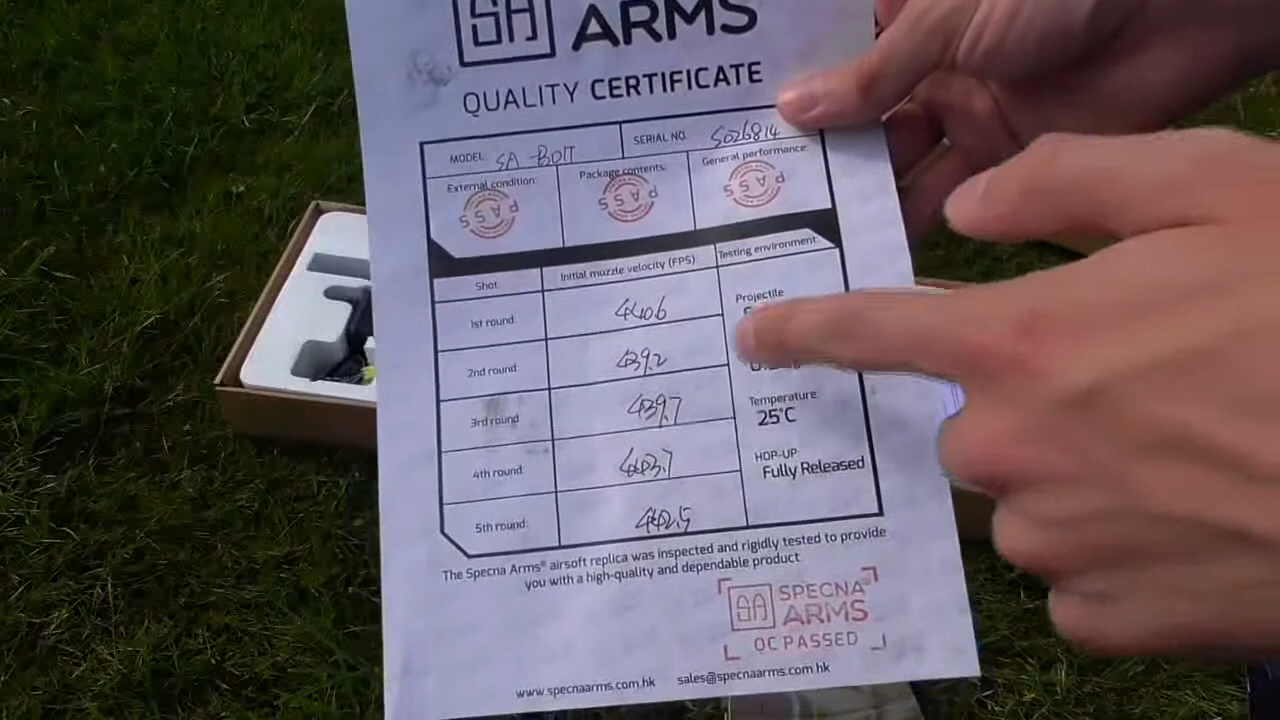 SA ARMS
QUALITY CERTIFICATE
MODEL: SA-BOLT SERIAL NO. S026814
External condition: Package contents: General performance:
PASS PASS PASS
Shot: Initial muzzle velocity (FPS): Testing environment:
1st round: 440.6
2nd round: 439.2
3rd round: 439.7
4th round: 443.7
5th round: 442.5
Projectile
Temperature:
25°C
HOP-UP:
Fully Released
The Specna Arms® airsoft replica was inspected and rigidly tested to provide
you with a high-quality and dependable product.
SA SPECNA
ARMS
QC PASSED
www.specnaarms.com.hk sales@specnaarms.com.hk